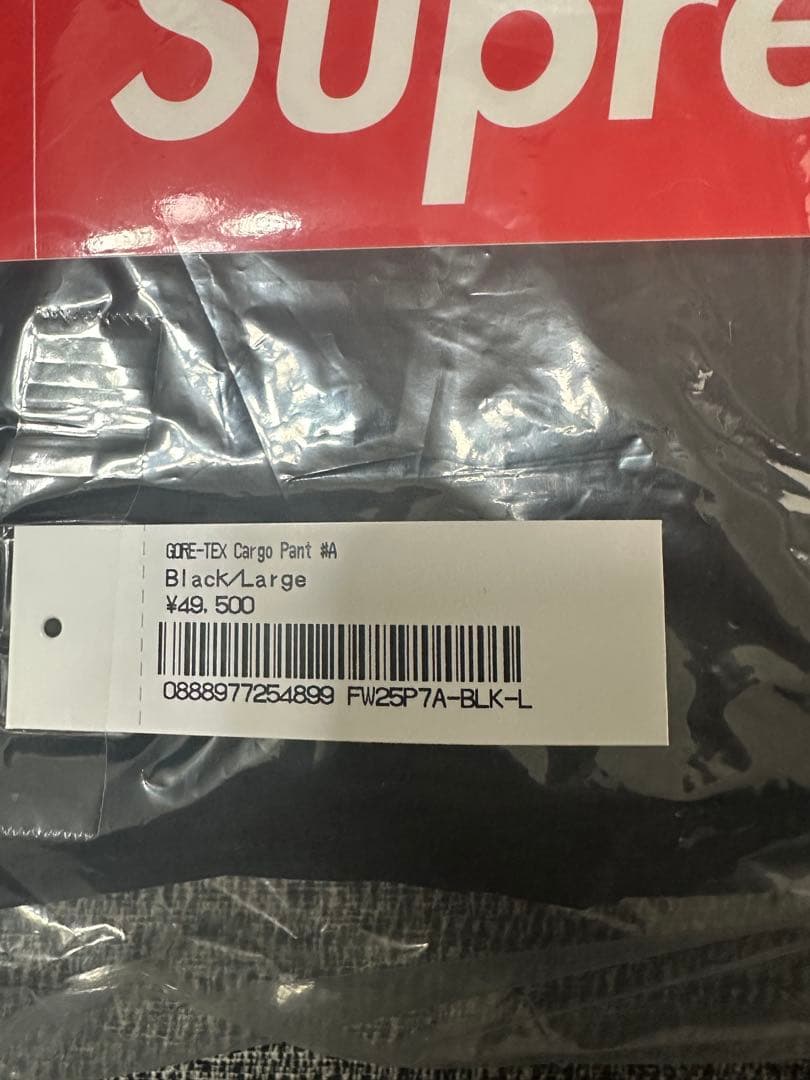 Supre
GORE-TEX Cargo Pant #A
Black/Large
¥49,500
0888977254899 FW25P7A-BLK-L